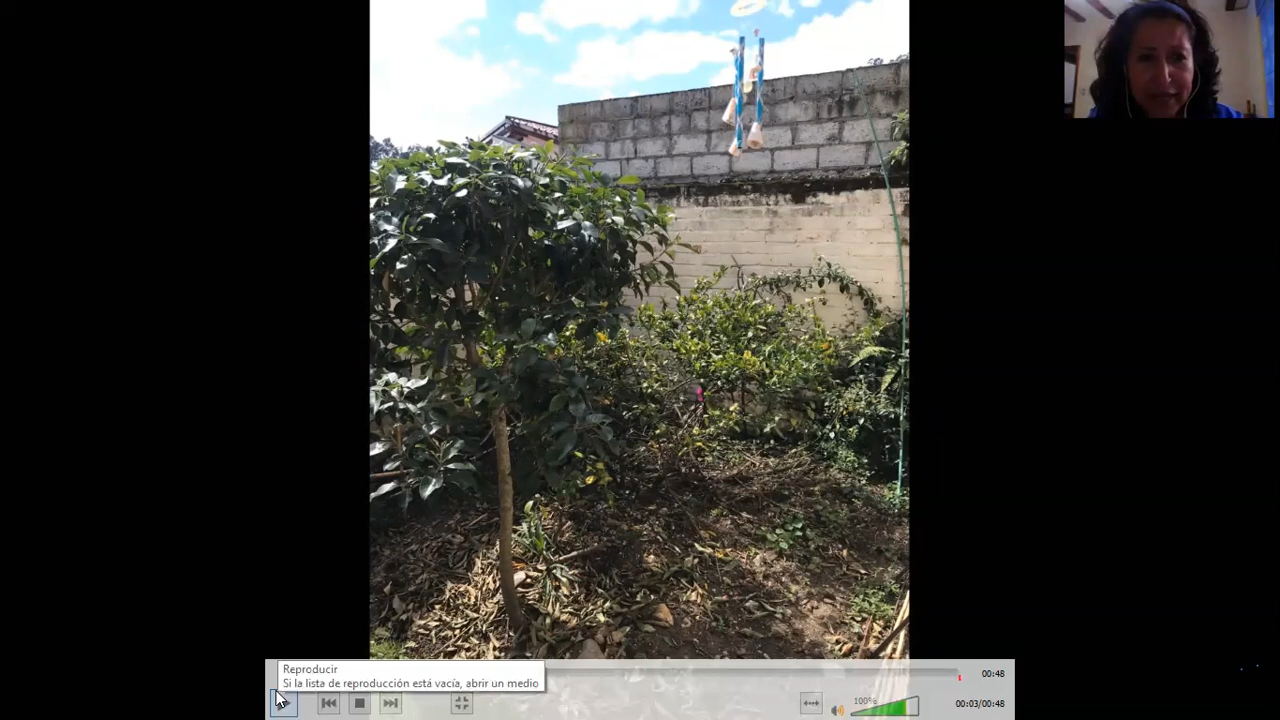 Reproducir
Si la lista de reproducción está vacía, abrir un medio
00:48
100%
00:03/00:48